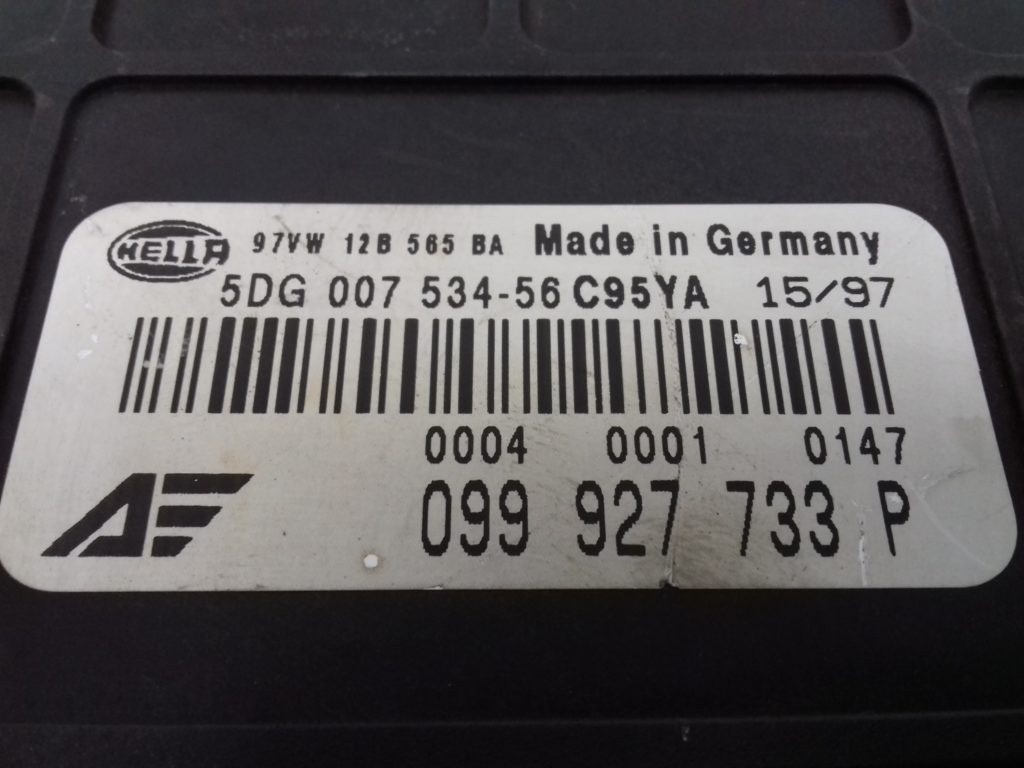 HELLA 97VW 12B 565 BA Made in Germany
5DG 007 534-56 C95YA 15/97
0004 0001 0147
AE 099 927 733 P